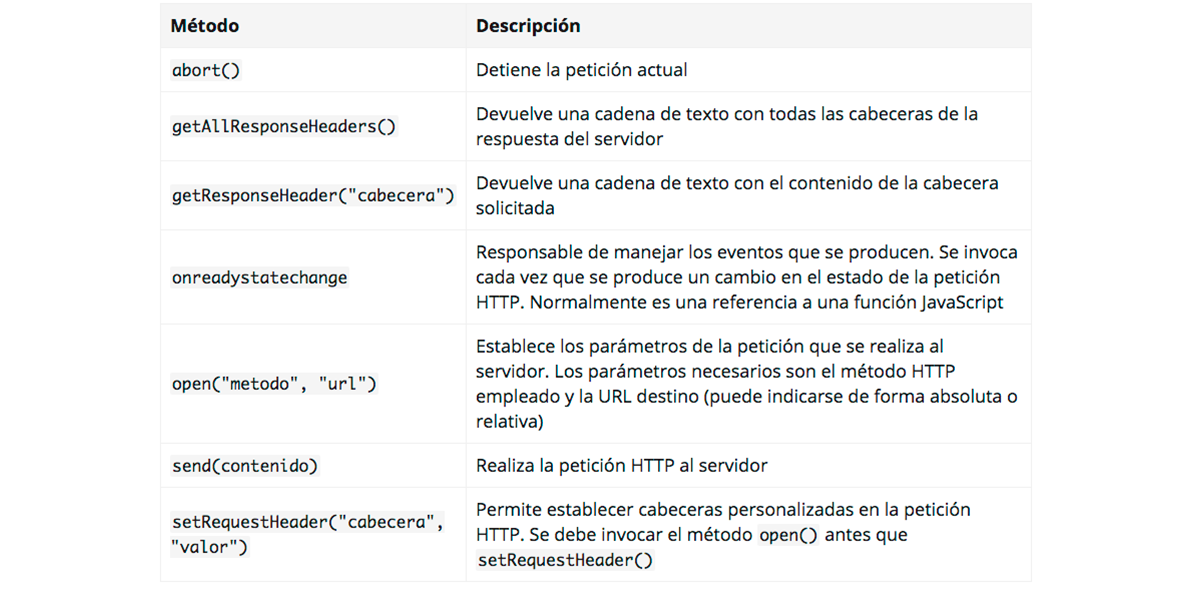 Método Descripción
abort() Detiene la petición actual
getAllResponseHeaders() Devuelve una cadena de texto con todas las cabeceras de la
respuesta del servidor
getResponseHeader("cabecera") Devuelve una cadena de texto con el contenido de la cabecera
solicitada
onreadystatechange Responsable de manejar los eventos que se producen. Se invoca
cada vez que se produce un cambio en el estado de la petición
HTTP. Normalmente es una referencia a una función JavaScript
open("metodo", "url") Establece los parámetros de la petición que se realiza al
servidor. Los parámetros necesarios son el método HTTP
empleado y la URL destino (puede indicarse de forma absoluta o
relativa)
send(contenido) Realiza la petición HTTP al servidor
setRequestHeader("cabecera",
"valor") Permite establecer cabeceras personalizadas en la petición
HTTP. Se debe invocar el método open() antes que
setRequestHeader()